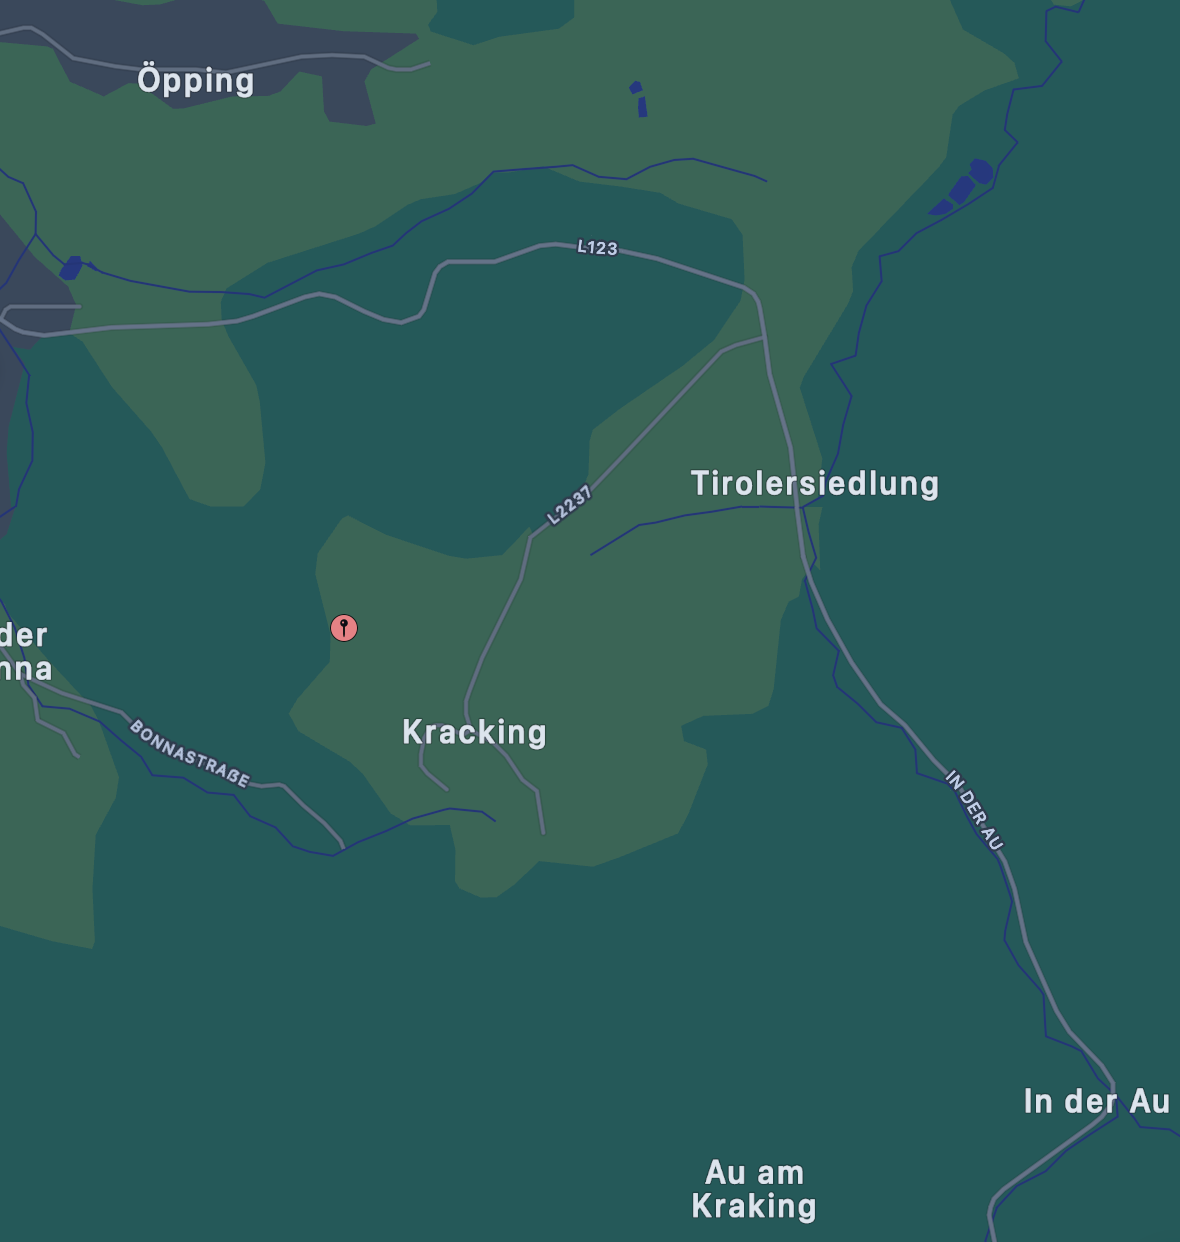 Öpping
L123
Tirolersiedlung
L2237
der
nna
Kracking
BONNASTRAßE
IN DER AU
In der Au
Au am
Kraking